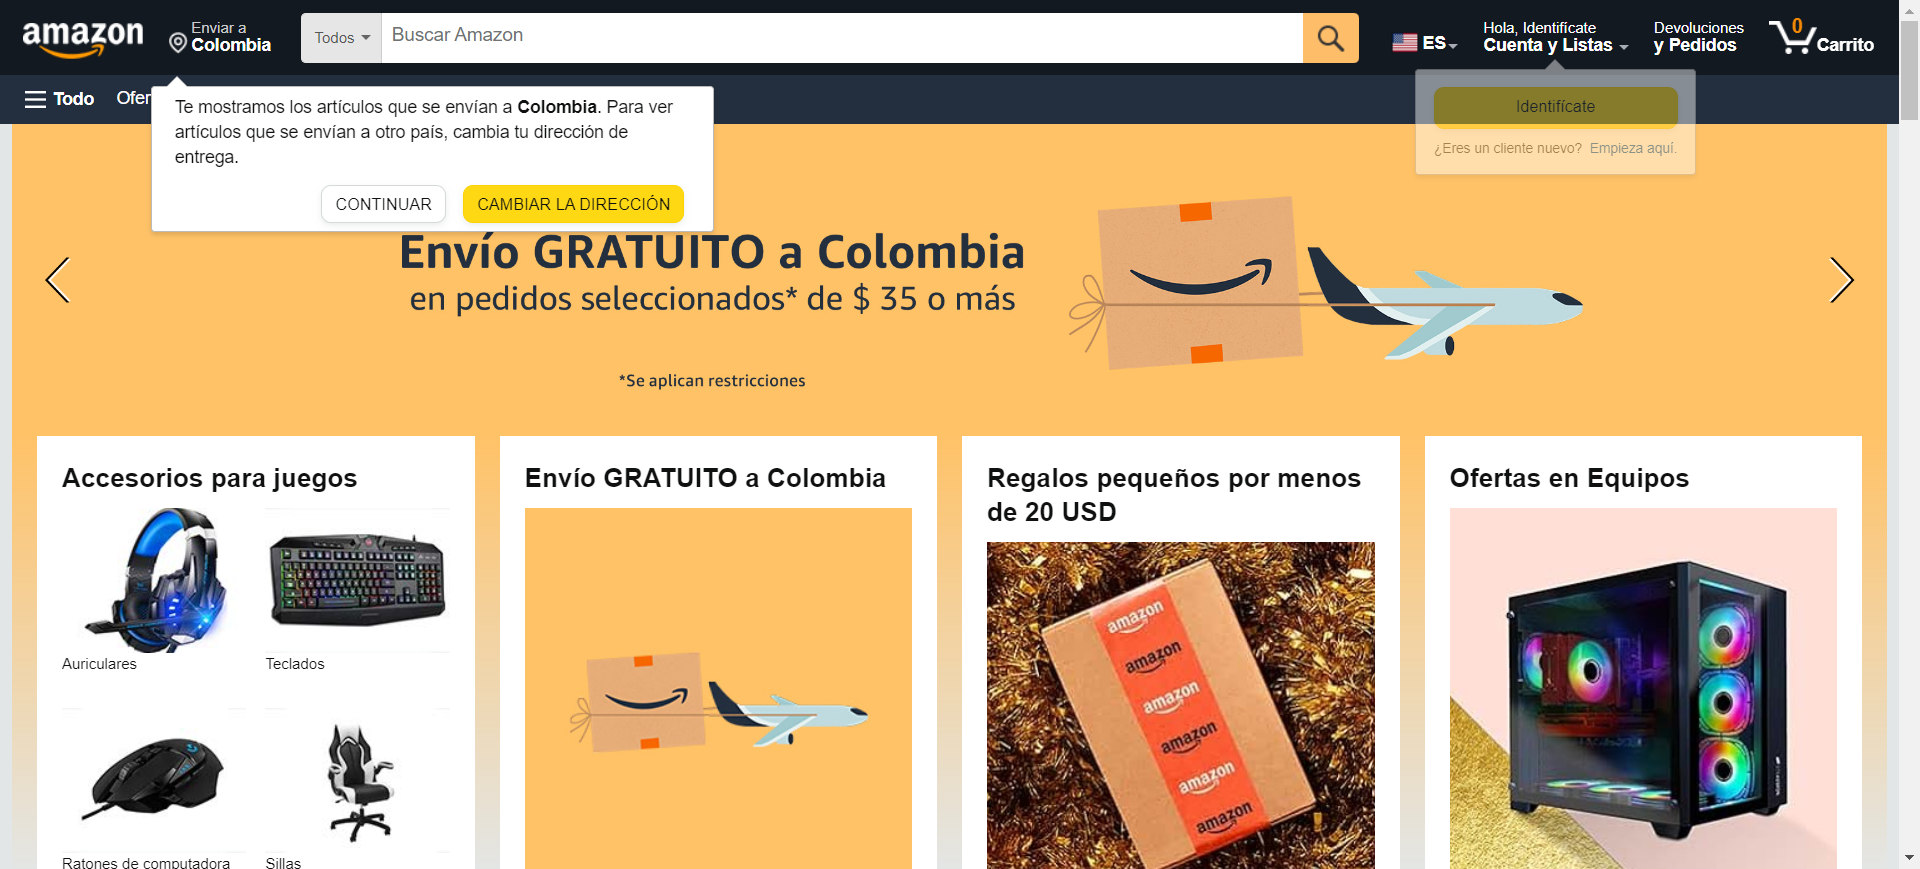 amazon
Enviar a
Colombia
Todos
Buscar Amazon
ES
Hola, Identifícate
Cuenta y Listas
Devoluciones
y Pedidos
0
Carrito
Todo
Ofer
Te mostramos los artículos que se envían a Colombia. Para ver
artículos que se envían a otro país, cambia tu dirección de
entrega.
CONTINUAR
CAMBIAR LA DIRECCIÓN
Identifícate
¿Eres un cliente nuevo? Empieza aquí.
Envío GRATUITO a Colombia
en pedidos seleccionados* de $ 35 o más
*Se aplican restricciones
Accesorios para juegos
Auriculares
Teclados
Ratones de computadora
Sillas
Envío GRATUITO a Colombia
Regalos pequeños por menos
de 20 USD
amazon
amazon
amazon
amazon
amazon
amazon
Ofertas en Equipos